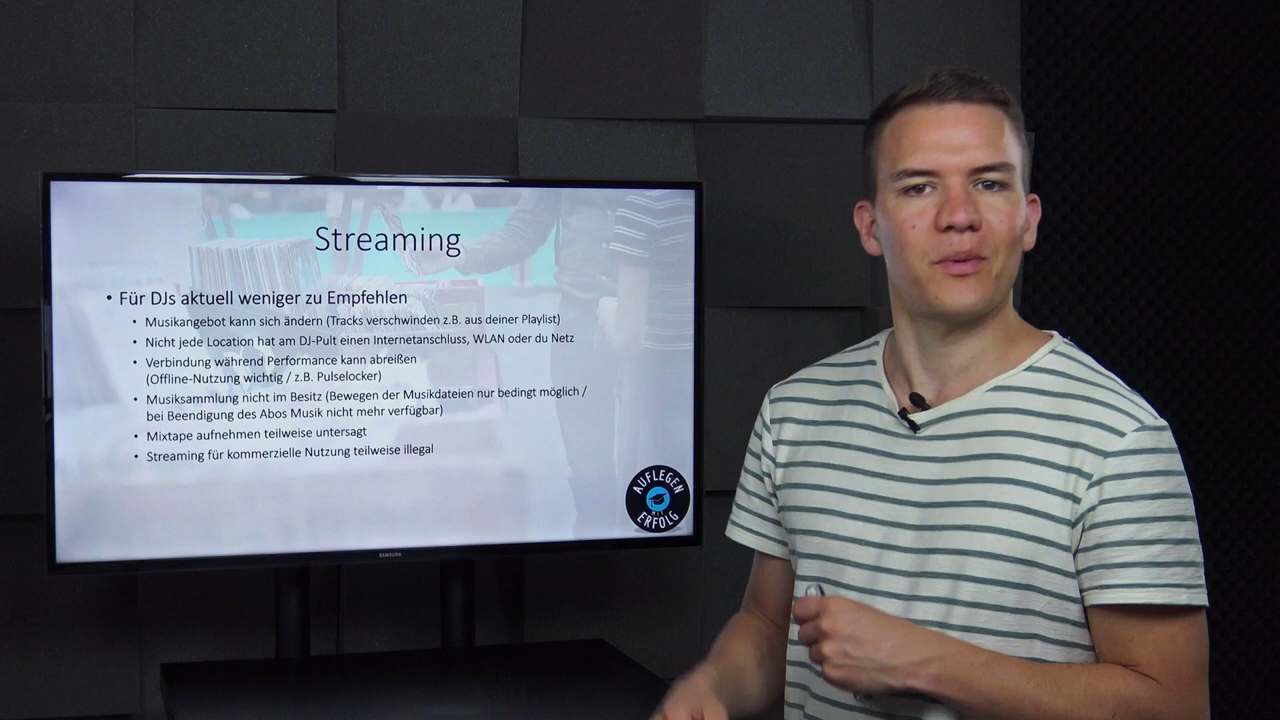 Streaming
• Für DJs aktuell weniger zu Empfehlen
• Musikangebot kann sich ändern (Tracks verschwinden z.B. aus deiner Playlist)
• Nicht jede Location hat am DJ-Pult einen Internetanschluss, WLAN oder du Netz
• Verbindung während Performance kann abreißen
(Offline-Nutzung wichtig / z.B. Pulselocker)
• Musiksammlung nicht im Besitz (Bewegen der Musikdateien nur bedingt möglich /
bei Beendigung des Abos Musik nicht mehr verfügbar)
• Mixtape aufnehmen teilweise untersagt
• Streaming für kommerzielle Nutzung teilweise illegal
AUFLEGEN
MIT
ERFOLG
SAMSUNG